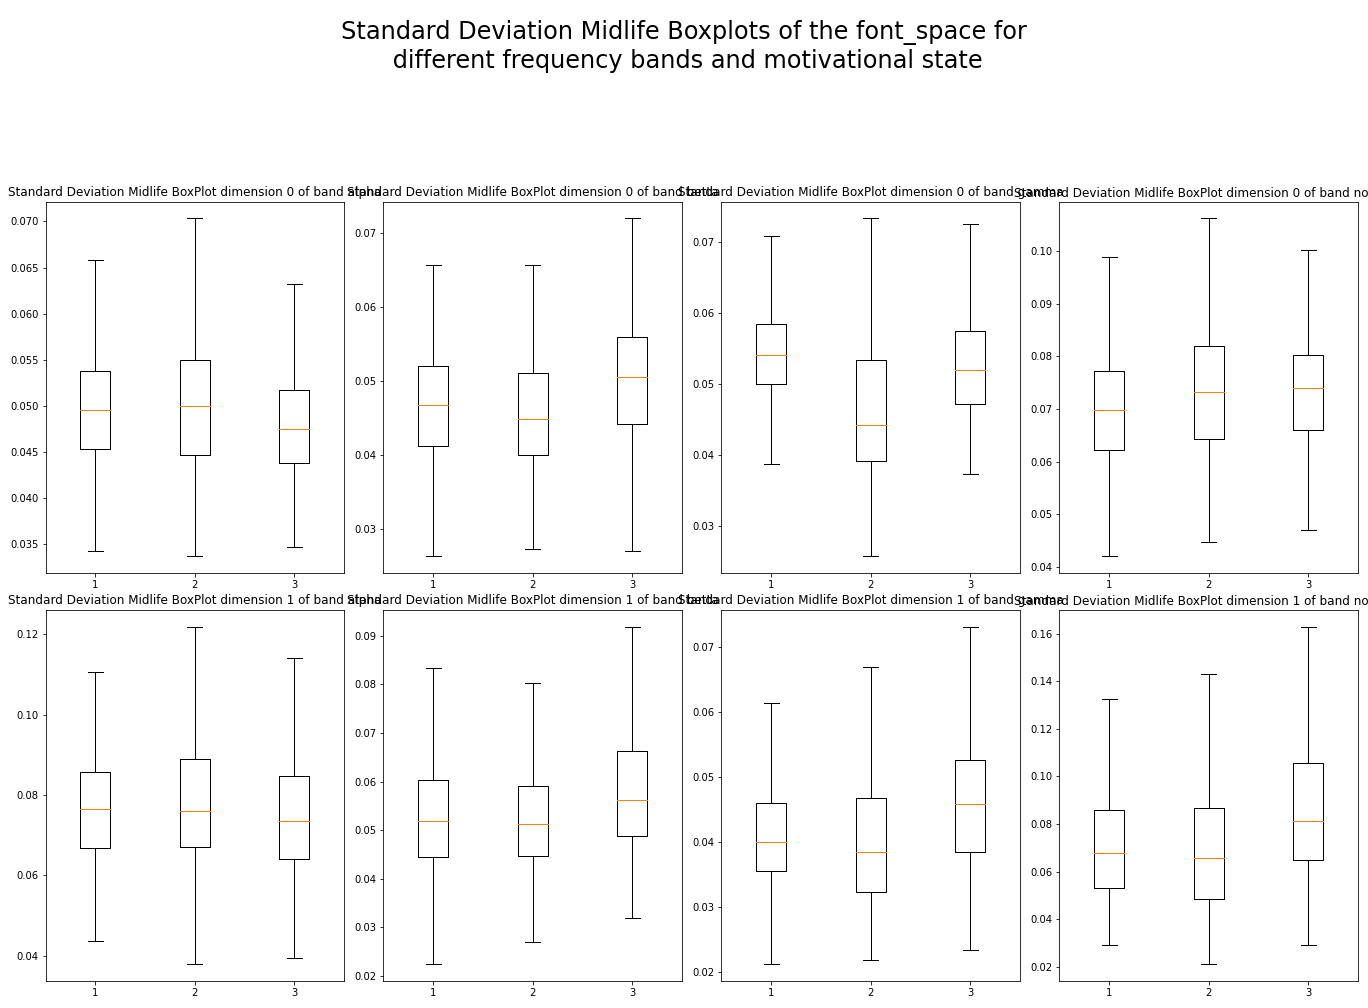 Standard Deviation Midlife Boxplots of the font_space for
different frequency bands and motivational state
Standard Deviation Midlife BoxPlot dimension 0 of band alpha
Standard Deviation Midlife BoxPlot dimension 0 of band beta
Standard Deviation Midlife BoxPlot dimension 0 of band gamma
Standard Deviation Midlife BoxPlot dimension 0 of band no
0.070
0.065
0.060
0.055
0.050
0.045
0.040
0.035
1 2 3
0.07
0.06
0.05
0.04
0.03
1 2 3
0.07
0.06
0.05
0.04
0.03
1 2 3
0.10
0.09
0.08
0.07
0.06
0.05
0.04
1 2 3
Standard Deviation Midlife BoxPlot dimension 1 of band alpha
Standard Deviation Midlife BoxPlot dimension 1 of band beta
Standard Deviation Midlife BoxPlot dimension 1 of band gamma
Standard Deviation Midlife BoxPlot dimension 1 of band no
0.12
0.10
0.08
0.06
0.04
1 2 3
0.09
0.08
0.07
0.06
0.05
0.04
0.03
0.02
1 2 3
0.07
0.06
0.05
0.04
0.03
0.02
1 2 3
0.16
0.14
0.12
0.10
0.08
0.06
0.04
0.02
1 2 3